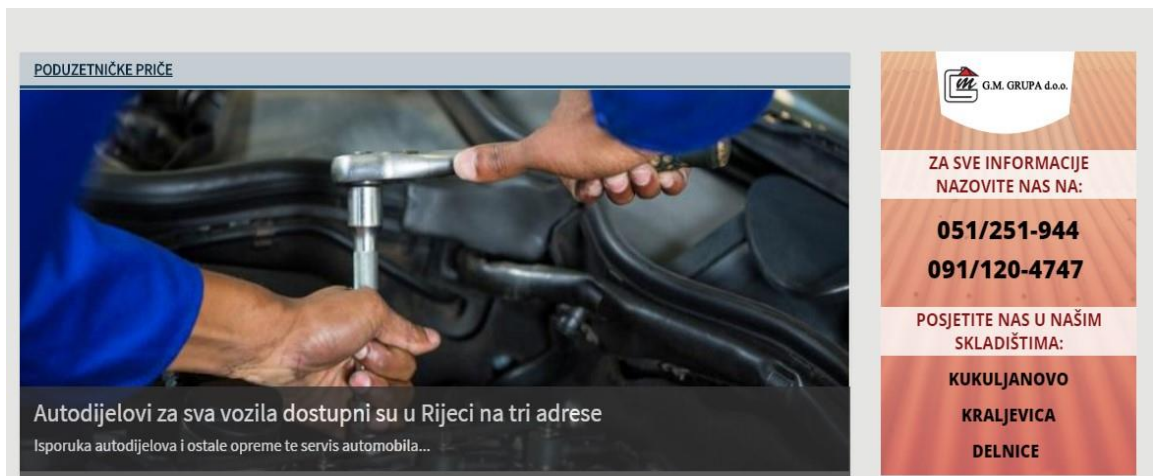 PODUZETNIČKE PRIČE
Autodijelovi za sva vozila dostupni su u Rijeci na tri adrese
Isporuka autodijelova i ostale opreme te servis automobila...
G.M. GRUPA d.o.o.
ZA SVE INFORMACIJE
NAZOVITE NAS NA:
051/251-944
091/120-4747
POSJETITE NAS U NAŠIM
SKLADIŠTIMA:
KUKULJANOVO
KRALJEVICA
DELNICE